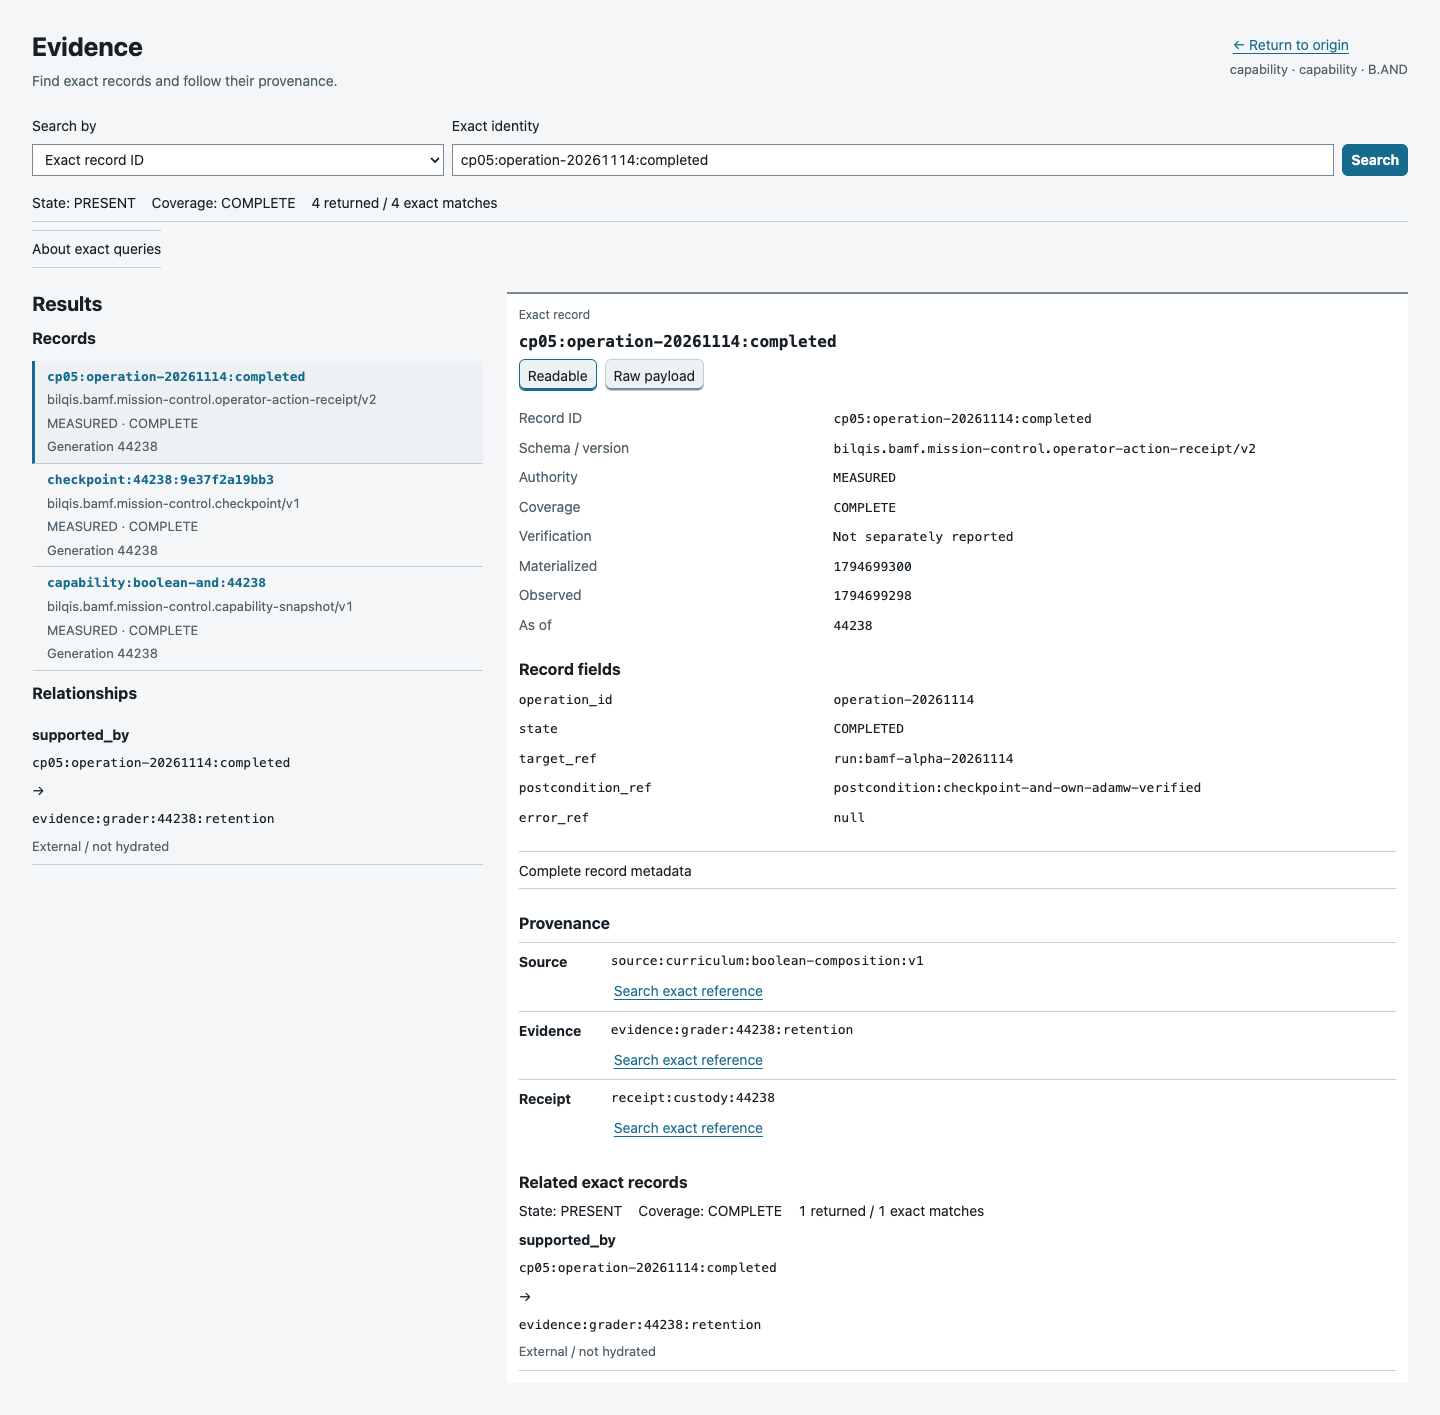 Evidence
Find exact records and follow their provenance.
← Return to origin
capability · capability · B.AND
Search by
Exact identity
Exact record ID
cp05:operation-20261114:completed
Search
State: PRESENT Coverage: COMPLETE 4 returned / 4 exact matches
About exact queries
Results
Records
cp05:operation-20261114:completed
bilqis.bamf.mission-control.operator-action-receipt/v2
MEASURED · COMPLETE
Generation 44238
checkpoint:44238:9e37f2a19bb3
bilqis.bamf.mission-control.checkpoint/v1
MEASURED · COMPLETE
Generation 44238
capability:boolean-and:44238
bilqis.bamf.mission-control.capability-snapshot/v1
MEASURED · COMPLETE
Generation 44238
Relationships
supported_by
cp05:operation-20261114:completed
→
evidence:grader:44238:retention
External / not hydrated
Exact record
cp05:operation-20261114:completed
Readable Raw payload
Record ID cp05:operation-20261114:completed
Schema / version bilqis.bamf.mission-control.operator-action-receipt/v2
Authority MEASURED
Coverage COMPLETE
Verification Not separately reported
Materialized 1794699300
Observed 1794699298
As of 44238
Record fields
operation_id operation-20261114
state COMPLETED
target_ref run:bamf-alpha-20261114
postcondition_ref postcondition:checkpoint-and-own-adamw-verified
error_ref null
Complete record metadata
Provenance
Source source:curriculum:boolean-composition:v1
Search exact reference
Evidence evidence:grader:44238:retention
Search exact reference
Receipt receipt:custody:44238
Search exact reference
Related exact records
State: PRESENT Coverage: COMPLETE 1 returned / 1 exact matches
supported_by
cp05:operation-20261114:completed
→
evidence:grader:44238:retention
External / not hydrated